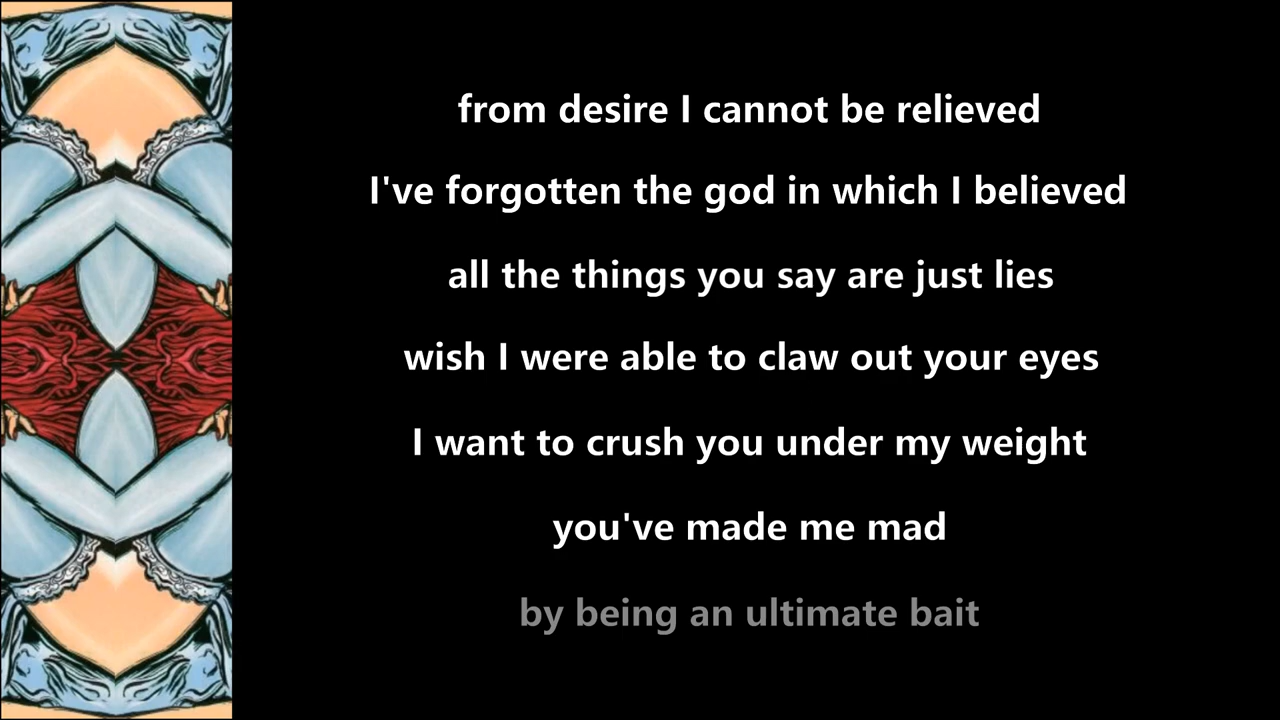 from desire I cannot be relieved
I've forgotten the god in which I believed
all the things you say are just lies
wish I were able to claw out your eyes
I want to crush you under my weight
you've made me mad
by being an ultimate bait